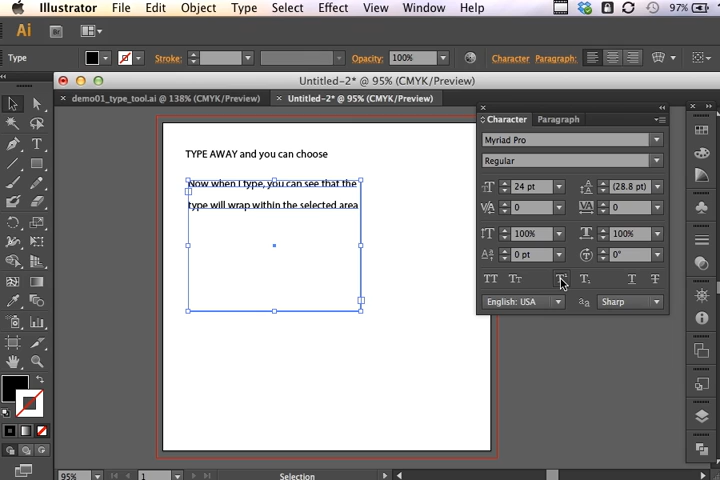 Illustrator File Edit Object Type Select Effect View Window Help 97%
Ai Br
Type Stroke: Opacity: 100% Character Paragraph:
Untitled-2* @ 95% (CMYK/Preview)
× demo01_type_tool.ai @ 138% (CMYK/Preview) × Untitled-2* @ 95% (CMYK/Preview)
Character Paragraph
Myriad Pro
Regular
24 pt (28.8 pt)
0 0
100% 100%
0 pt 0°
English: USA Sharp
TYPE AWAY and you can choose
Now when I type, you can see that the
type will wrap within the selected area
95% 1 Selection